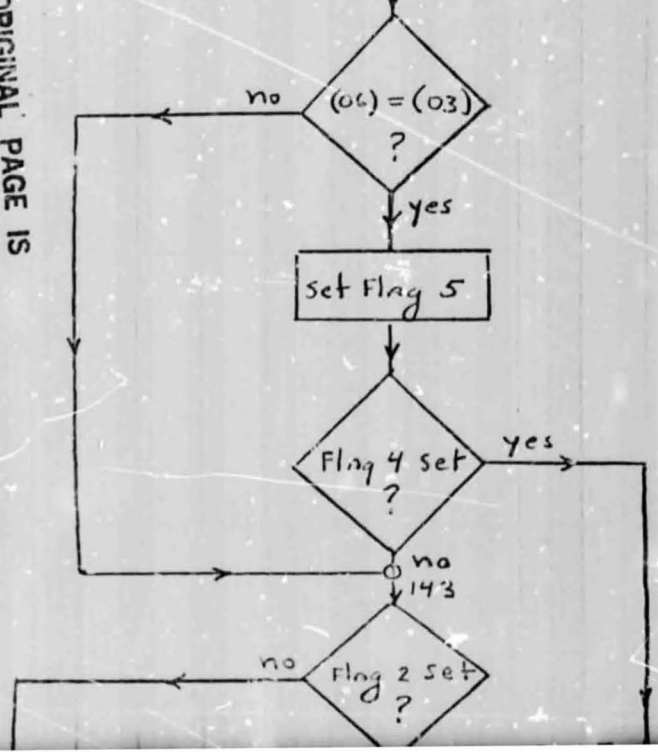 ORIGINAL PAGE IS
no
(06) = (03)
?
yes
set Flag 5
Flag 4 set
?
yes
no
143
no
Flag 2 set
?